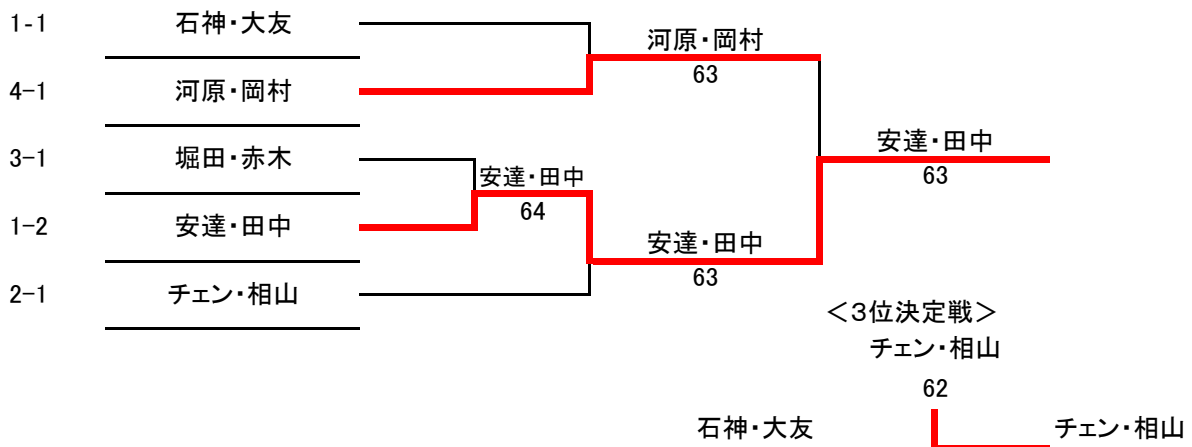 1-1 石神・大友
河原・岡村
63
4-1 河原・岡村
3-1 堀田・赤木
安達・田中
64
1-2 安達・田中
安達・田中
63
安達・田中
63
2-1 チェン・相山
＜3位決定戦＞
チェン・相山
62
石神・大友 チェン・相山